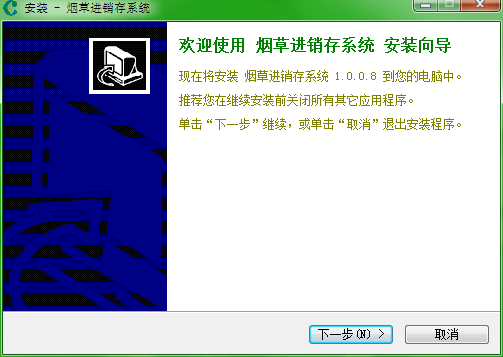 安装 - 烟草进销存系统
欢迎使用 烟草进销存系统 安装向导
现在将安装 烟草进销存系统 1.0.0.8 到您的电脑中。
推荐您在继续安装前关闭所有其它应用程序。
单击“下一步”继续，或单击“取消”退出安装程序。
下一步(N) >
取消